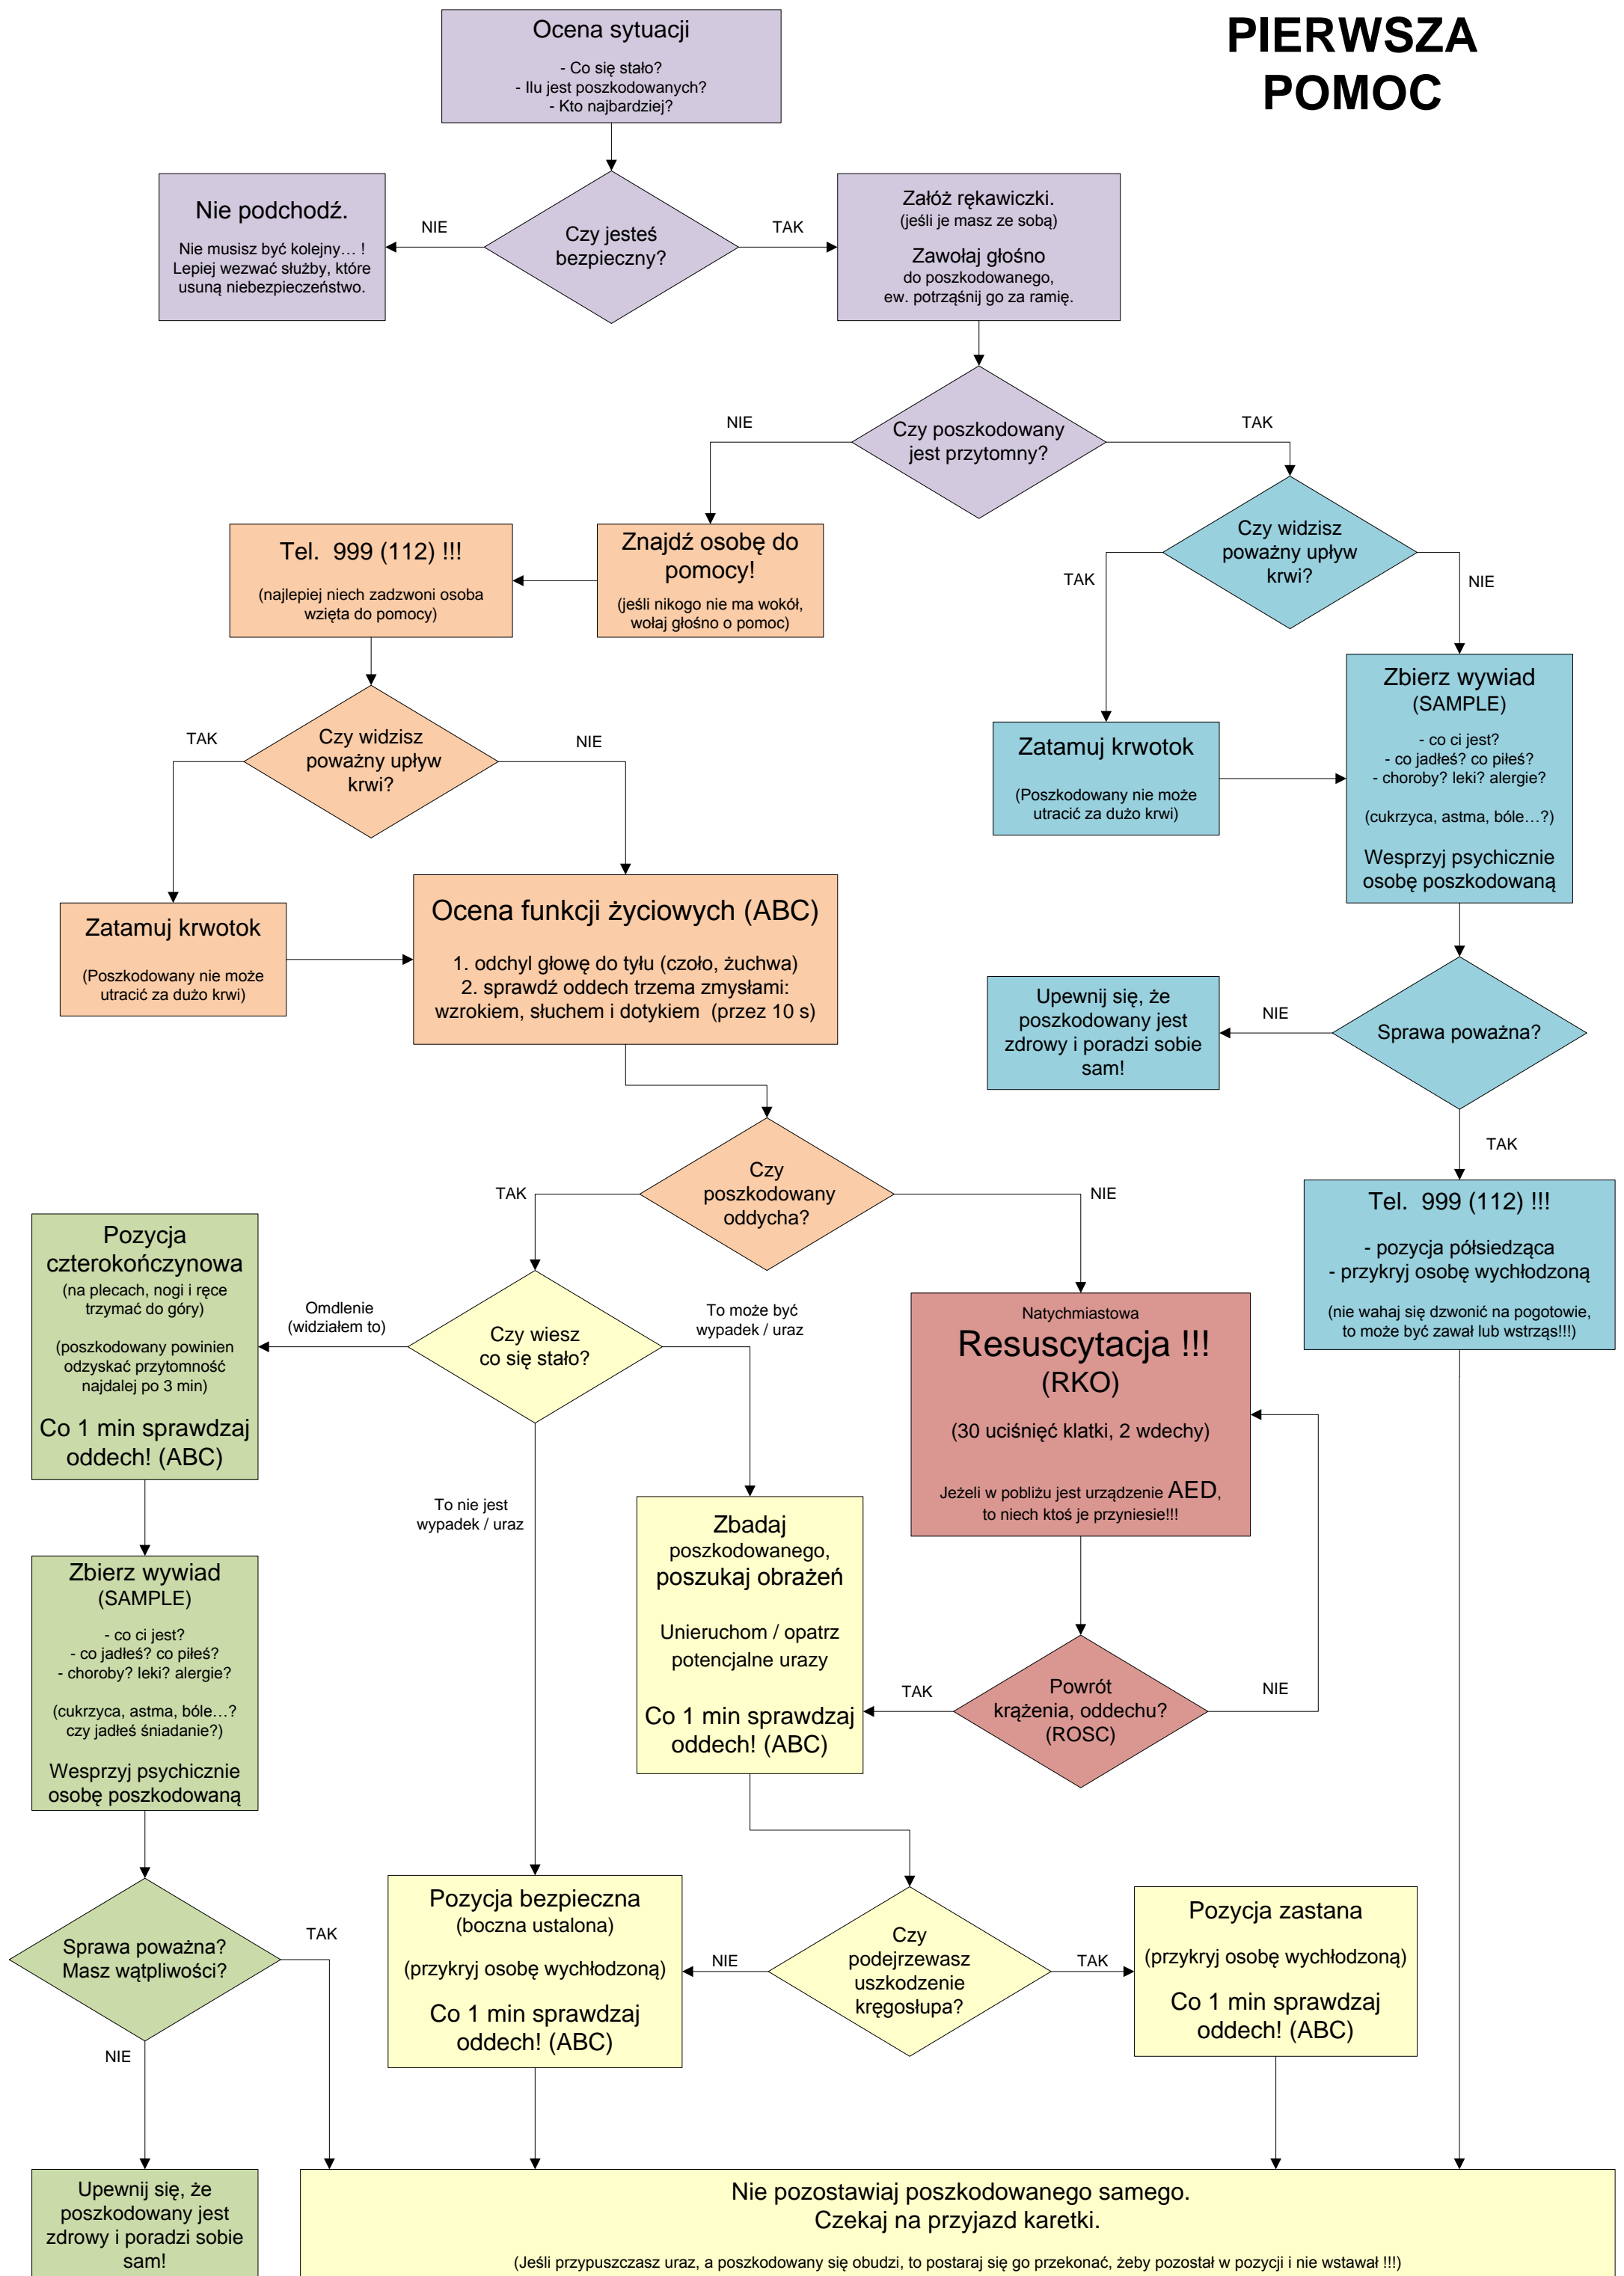 PIERWSZA
POMOC
Ocena sytuacji
- Co się stało?
- Ilu jest poszkodowanych?
- Kto najbardziej?
Nie podchodź.
Nie musisz być kolejny… !
Lepiej wezwać służby, które
usuną niebezpieczeństwo.
NIE
Czy jesteś
bezpieczny?
TAK
Załóż rękawiczki.
(jeśli je masz ze sobą)
Zawołaj głośno
do poszkodowanego,
ew. potrząśnij go za ramię.
NIE
Czy poszkodowany
jest przytomny?
TAK
Tel. 999 (112) !!!
(najlepiej niech zadzwoni osoba
wzięta do pomocy)
Znajdź osobę do
pomocy!
(jeśli nikogo nie ma wokół,
wołaj głośno o pomoc)
Czy widzisz
poważny upływ
krwi?
TAK
NIE
Zatamuj krwotok
(Poszkodowany nie może
utracić za dużo krwi)
Zbierz wywiad
(SAMPLE)
- co ci jest?
- co jadłeś? co piłeś?
- choroby? leki? alergie?
(cukrzyca, astma, bóle…?)
Wesprzyj psychicznie
osobę poszkodowaną
TAK
Czy widzisz
poważny upływ
krwi?
NIE
Zatamuj krwotok
(Poszkodowany nie może
utracić za dużo krwi)
Ocena funkcji życiowych (ABC)
1. odchyl głowę do tyłu (czoło, żuchwa)
2. sprawdź oddech trzema zmysłami:
wzrokiem, słuchem i dotykiem (przez 10 s)
Upewnij się, że
poszkodowany jest
zdrowy i poradzi sobie
sam!
NIE
Sprawa poważna?
TAK
TAK
Czy
poszkodowany
oddycha?
NIE
Tel. 999 (112) !!!
- pozycja półsiedząca
- przykryj osobę wychłodzoną
(nie wahaj się dzwonić na pogotowie,
to może być zawał lub wstrząs!!!)
Pozycja
czterokończynowa
(na plecach, nogi i ręce
trzymać do góry)
(poszkodowany powinien
odzyskać przytomność
najdalej po 3 min)
Co 1 min sprawdzaj
oddech! (ABC)
Omdlenie
(widziałem to)
Czy wiesz
co się stało?
To może być
wypadek / uraz
Natychmiastowa
Resuscytacja !!!
(RKO)
(30 uciśnięć klatki, 2 wdechy)
Jeżeli w pobliżu jest urządzenie AED,
to niech ktoś je przyniesie!!!
To nie jest
wypadek / uraz
Zbadaj
poszkodowanego,
poszukaj obrażeń
Unieruchom / opatrz
potencjalne urazy
Co 1 min sprawdzaj
oddech! (ABC)
Zbierz wywiad
(SAMPLE)
- co ci jest?
- co jadłeś? co piłeś?
- choroby? leki? alergie?
(cukrzyca, astma, bóle…?
czy jadłeś śniadanie?)
Wesprzyj psychicznie
osobę poszkodowaną
TAK
Powrót
krążenia, oddechu?
(ROSC)
NIE
Sprawa poważna?
Masz wątpliwości?
TAK
NIE
Pozycja bezpieczna
(boczna ustalona)
(przykryj osobę wychłodzoną)
Co 1 min sprawdzaj
oddech! (ABC)
NIE
Czy
podejrzewasz
uszkodzenie
kręgosłupa?
TAK
Pozycja zastana
(przykryj osobę wychłodzoną)
Co 1 min sprawdzaj
oddech! (ABC)
Upewnij się, że
poszkodowany jest
zdrowy i poradzi sobie
sam!
Nie pozostawiaj poszkodowanego samego.
Czekaj na przyjazd karetki.
(Jeśli przypuszczasz uraz, a poszkodowany się obudzi, to postaraj się go przekonać, żeby pozostał w pozycji i nie wstawał !!!)